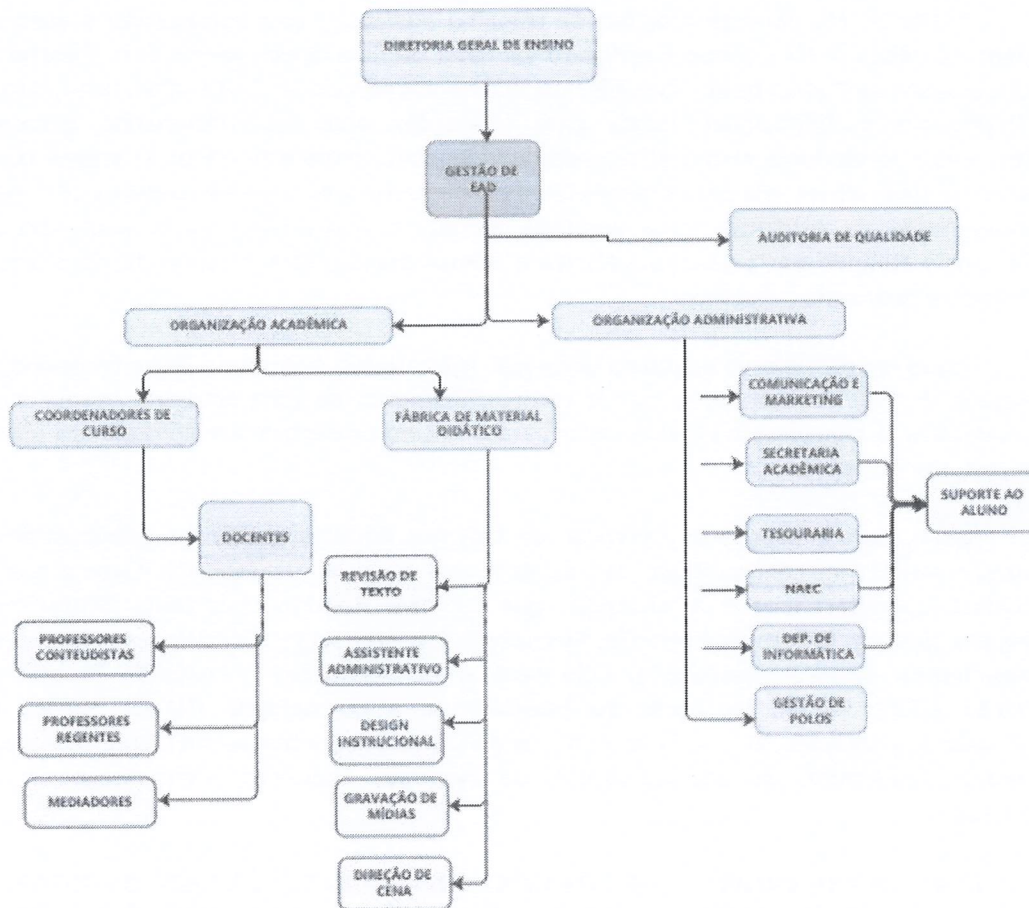 DIRETORIA GERAL DE ENSINO
GESTÃO DE
EAD
AUDITORIA DE QUALIDADE
ORGANIZAÇÃO ACADÊMICA
ORGANIZAÇÃO ADMINISTRATIVA
COORDENADORES DE
CURSO
FÁBRICA DE MATERIAL
DIDÁTICO
DOCENTES
PROFESSORES
CONTEUDISTAS
PROFESSORES
REGENTES
MEDIADORES
REVISÃO DE
TEXTO
ASSISTENTE
ADMINISTRATIVO
DESIGN
INSTRUCIONAL
GRAVAÇÃO DE
MÍDIAS
DIREÇÃO DE
CENA
COMUNICAÇÃO E
MARKETING
SECRETARIA
ACADÊMICA
TESOURARIA
NAEC
DEP. DE
INFORMÁTICA
GESTÃO DE
POLOS
SUPORTE AO
ALUNO